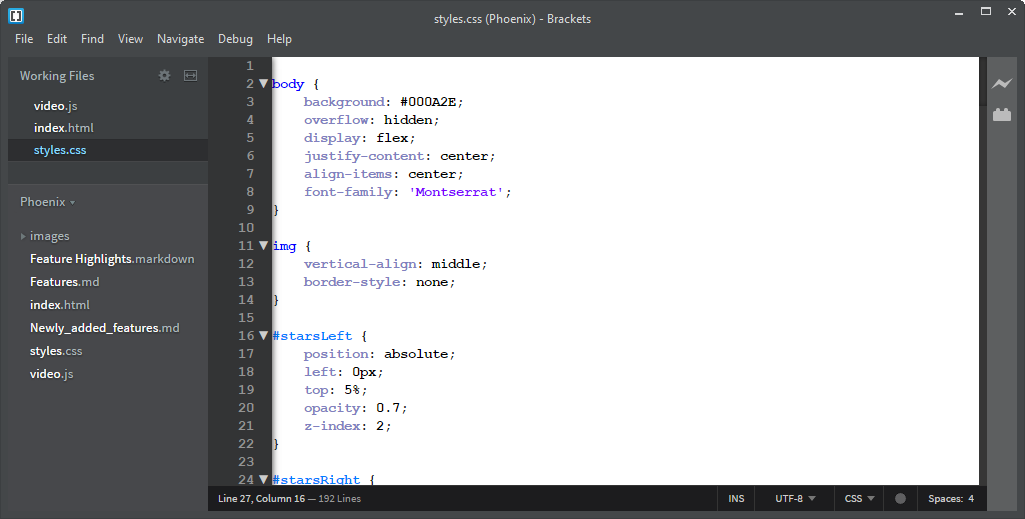 styles.css (Phoenix) - Brackets
File Edit Find View Navigate Debug Help
Working Files
video.js
index.html
styles.css
Phoenix
images
Feature Highlights.markdown
Features.md
index.html
Newly_added_features.md
styles.css
video.js
1
2 body {
3     background: #000A2E;
4     overflow: hidden;
5     display: flex;
6     justify-content: center;
7     align-items: center;
8     font-family: 'Montserrat';
9 }
10
11 img {
12     vertical-align: middle;
13     border-style: none;
14 }
15
16 #starsLeft {
17     position: absolute;
18     left: 0px;
19     top: 5%;
20     opacity: 0.7;
21     z-index: 2;
22 }
23
24 #starsRight {
Line 27, Column 16 — 192 Lines INS UTF-8 CSS Spaces: 4